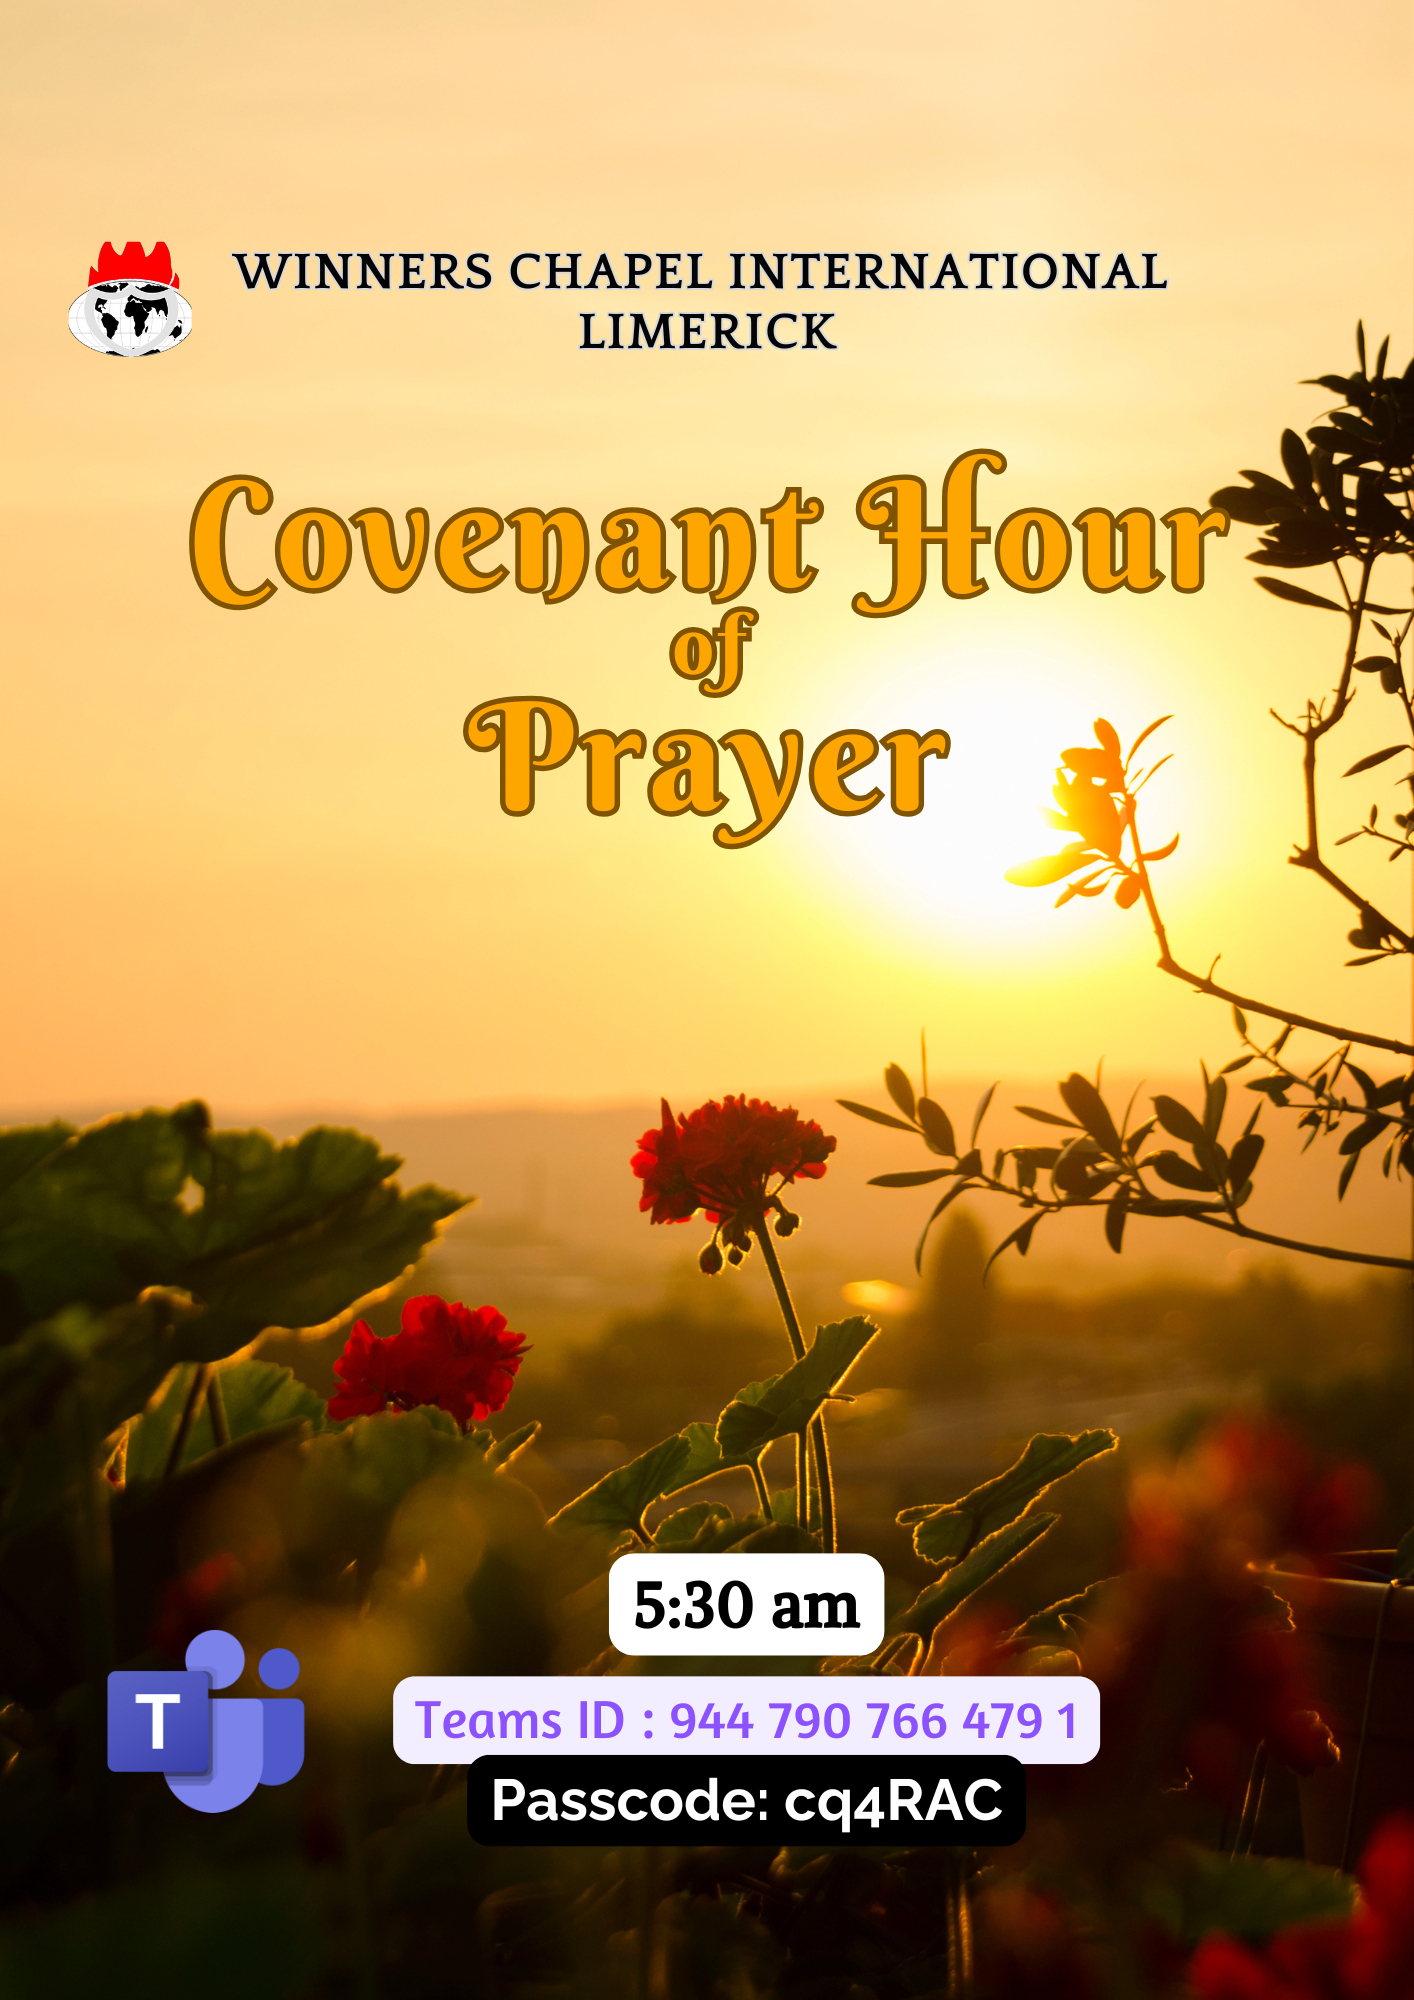 WINNERS CHAPEL INTERNATIONAL
LIMERICK
Covenant Hour
of
Prayer
5:30 am
T
Teams ID : 944 790 766 479 1
Passcode: cq4RAC